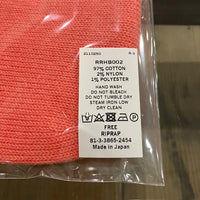 RRHB002
97% COTTON
2% NYLON
1% POLYESTER
HAND WASH
DO NOT BLEACH
DO NOT TUMBLE DRY
STEAM IRON LOW
DRY CLEAN
FREE
RIPRAP
81-3-3865-2454
Made in Japan